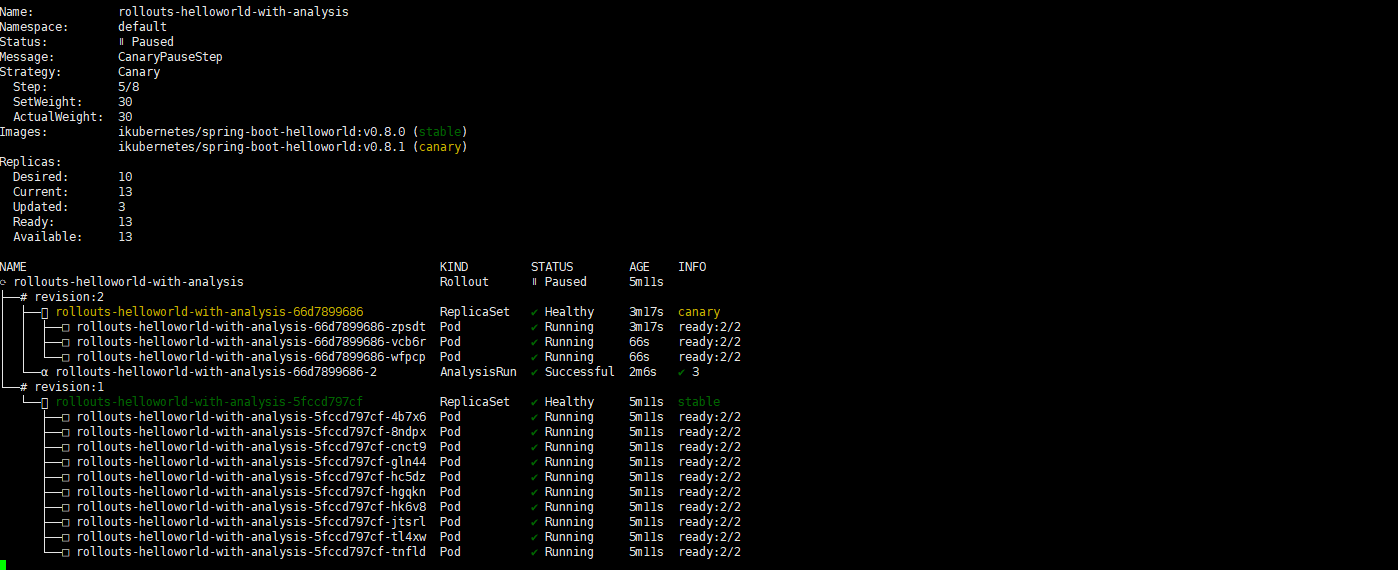 Name: rollouts-helloworld-with-analysis
Namespace: default
Status: ॥ Paused
Message: CanaryPauseStep
Strategy: Canary
Step: 5/8
SetWeight: 30
ActualWeight: 30
Images: ikubernetes/spring-boot-helloworld:v0.8.0 (stable)
ikubernetes/spring-boot-helloworld:v0.8.1 (canary)
Replicas:
Desired: 10
Current: 13
Updated: 3
Ready: 13
Available: 13
NAME KIND STATUS AGE INFO
⟳ rollouts-helloworld-with-analysis Rollout ॥ Paused 5m11s
├──# revision:2
│ ├──□ rollouts-helloworld-with-analysis-66d7899686 ReplicaSet ✔ Healthy 3m17s canary
│ │ ├──□ rollouts-helloworld-with-analysis-66d7899686-zpsdt Pod ✔ Running 3m17s ready:2/2
│ │ ├──□ rollouts-helloworld-with-analysis-66d7899686-vcb6r Pod ✔ Running 66s ready:2/2
│ │ └──□ rollouts-helloworld-with-analysis-66d7899686-wfpcp Pod ✔ Running 66s ready:2/2
│ └──α rollouts-helloworld-with-analysis-66d7899686-2 AnalysisRun ✔ Successful 2m6s ✔ 3
└──# revision:1
└──□ rollouts-helloworld-with-analysis-5fccd797cf ReplicaSet ✔ Healthy 5m11s stable
├──□ rollouts-helloworld-with-analysis-5fccd797cf-4b7x6 Pod ✔ Running 5m11s ready:2/2
├──□ rollouts-helloworld-with-analysis-5fccd797cf-8ndpx Pod ✔ Running 5m11s ready:2/2
├──□ rollouts-helloworld-with-analysis-5fccd797cf-cnct9 Pod ✔ Running 5m11s ready:2/2
├──□ rollouts-helloworld-with-analysis-5fccd797cf-gln44 Pod ✔ Running 5m11s ready:2/2
├──□ rollouts-helloworld-with-analysis-5fccd797cf-hc5dz Pod ✔ Running 5m11s ready:2/2
├──□ rollouts-helloworld-with-analysis-5fccd797cf-hgqkn Pod ✔ Running 5m11s ready:2/2
├──□ rollouts-helloworld-with-analysis-5fccd797cf-hk6v8 Pod ✔ Running 5m11s ready:2/2
├──□ rollouts-helloworld-with-analysis-5fccd797cf-jtsrl Pod ✔ Running 5m11s ready:2/2
├──□ rollouts-helloworld-with-analysis-5fccd797cf-tl4xw Pod ✔ Running 5m11s ready:2/2
└──□ rollouts-helloworld-with-analysis-5fccd797cf-tnfld Pod ✔ Running 5m11s ready:2/2